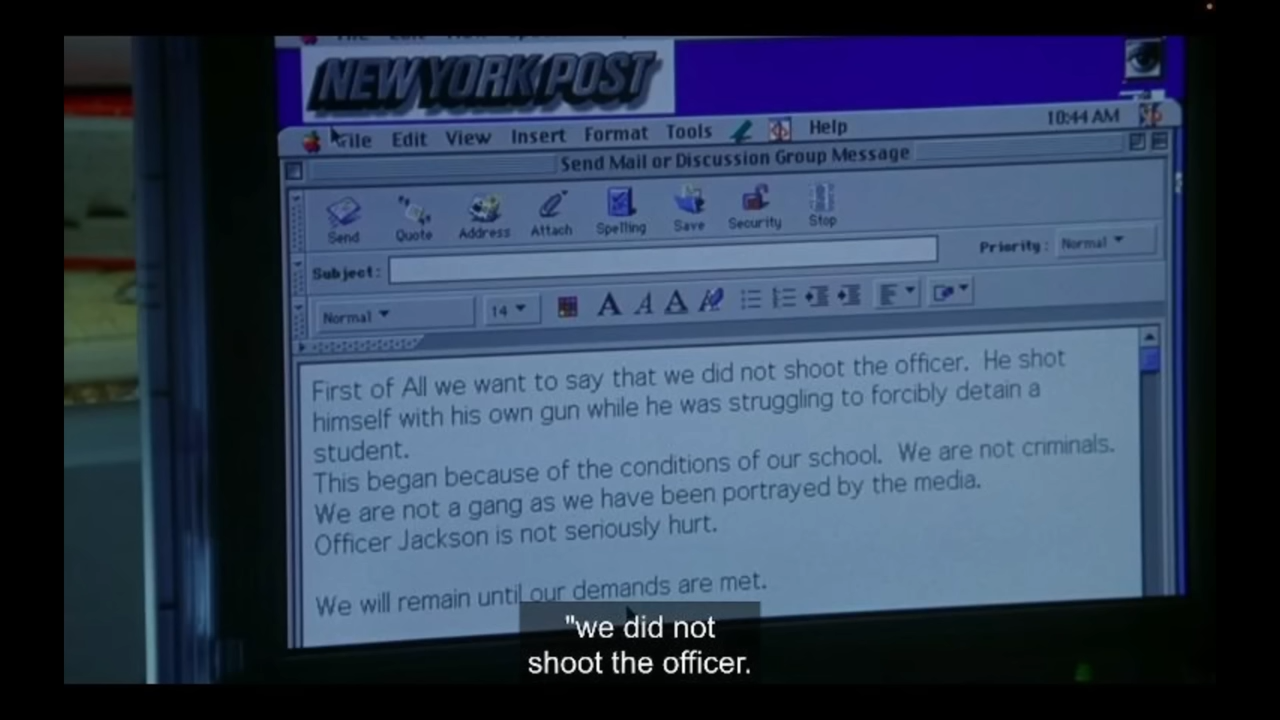 NEW YORK POST
File Edit View Insert Format Tools Help 10:44 AM
Send Mail or Discussion Group Message
Send Quote Address Attach Spelling Save Security Stop
Subject: Priority: Normal
Normal 14 A A A
First of All we want to say that we did not shoot the officer. He shot
himself with his own gun while he was struggling to forcibly detain a
student.
This began because of the conditions of our school. We are not criminals.
We are not a gang as we have been portrayed by the media.
Officer Jackson is not seriously hurt.
We will remain until our demands are met.
"we did not
shoot the officer.